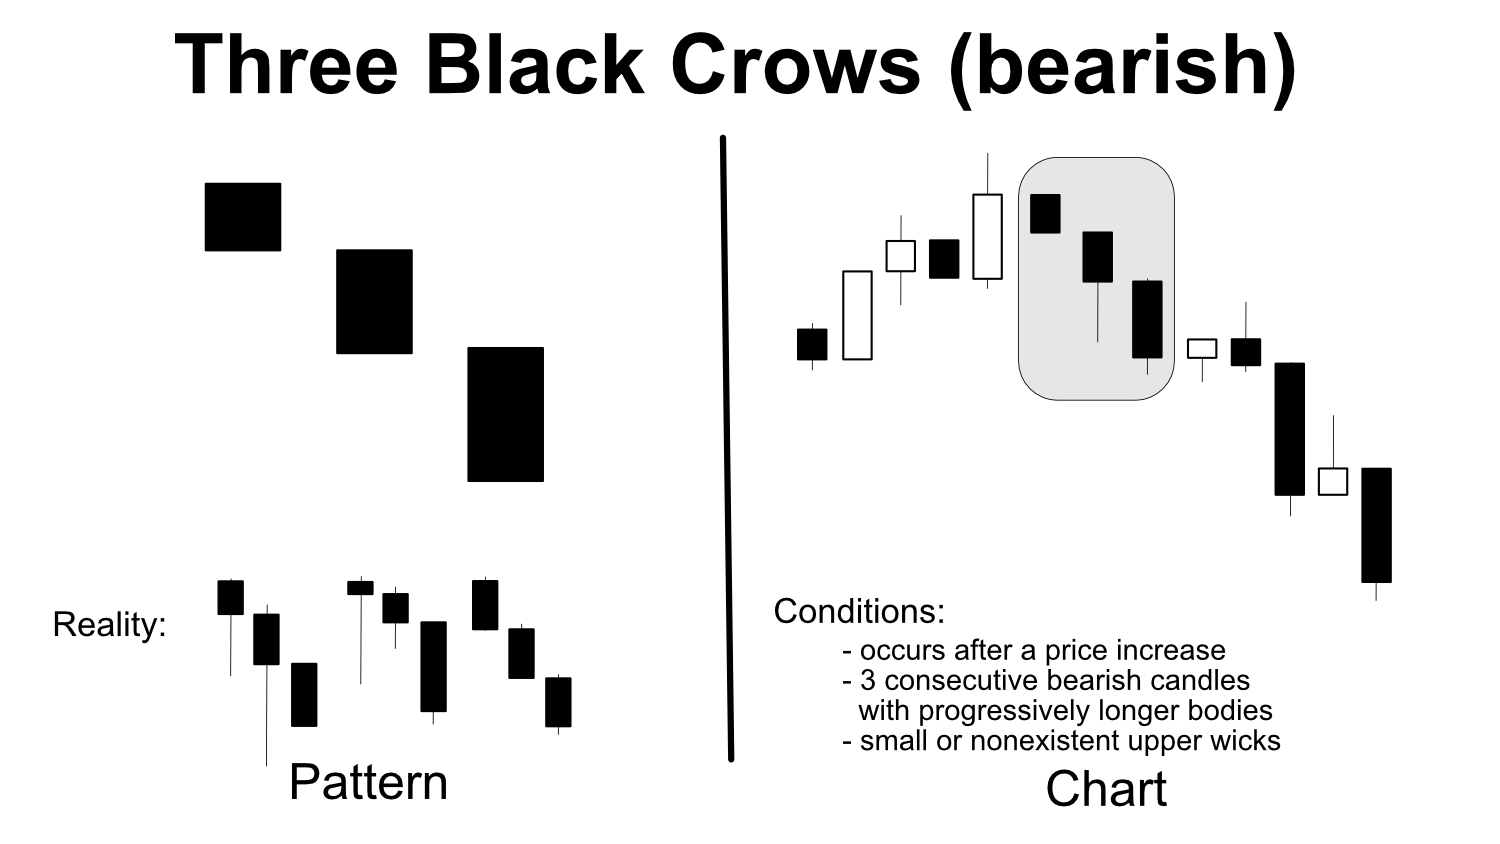 Three Black Crows (bearish)
Reality:
Pattern
Conditions:
- occurs after a price increase
- 3 consecutive bearish candles
with progressively longer bodies
- small or nonexistent upper wicks
Chart